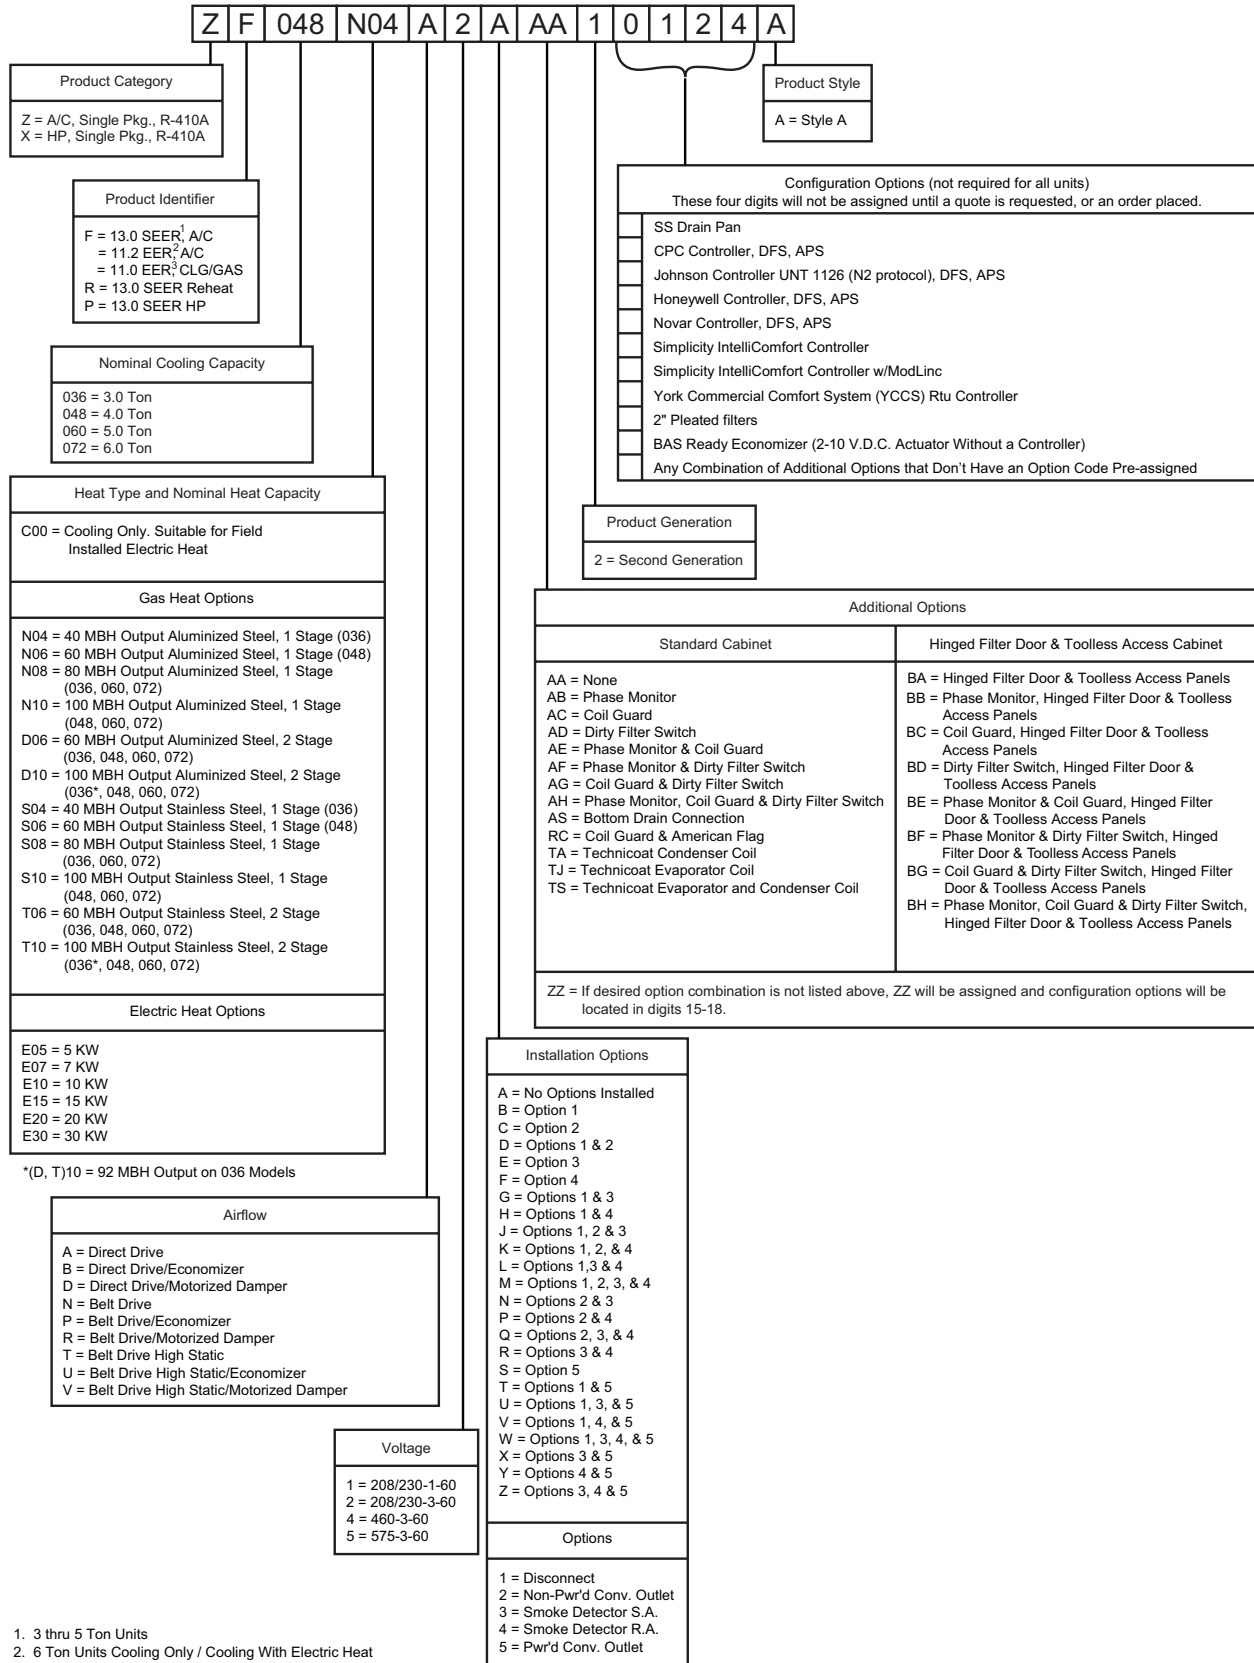 Z F 048 N04 A 2 A AA 1 0 1 2 4 A
Product Category
Z = A/C, Single Pkg., R-410A
X = HP, Single Pkg., R-410A
Product Style
A = Style A
Product Identifier
F = 13.0 SEER,1 A/C
= 11.2 EER,2 A/C
= 11.0 EER,3 CLG/GAS
R = 13.0 SEER Reheat
P = 13.0 SEER HP
Configuration Options (not required for all units)
These four digits will not be assigned until a quote is requested, or an order placed.
SS Drain Pan
CPC Controller, DFS, APS
Johnson Controller UNT 1126 (N2 protocol), DFS, APS
Honeywell Controller, DFS, APS
Novar Controller, DFS, APS
Simplicity IntelliComfort Controller
Simplicity IntelliComfort Controller w/ModLinc
York Commercial Comfort System (YCCS) Rtu Controller
2" Pleated filters
BAS Ready Economizer (2-10 V.D.C. Actuator Without a Controller)
Any Combination of Additional Options that Don't Have an Option Code Pre-assigned
Nominal Cooling Capacity
036 = 3.0 Ton
048 = 4.0 Ton
060 = 5.0 Ton
072 = 6.0 Ton
Heat Type and Nominal Heat Capacity
C00 = Cooling Only. Suitable for Field
Installed Electric Heat
Gas Heat Options
N04 = 40 MBH Output Aluminized Steel, 1 Stage (036)
N06 = 60 MBH Output Aluminized Steel, 1 Stage (048)
N08 = 80 MBH Output Aluminized Steel, 1 Stage
(036, 060, 072)
N10 = 100 MBH Output Aluminized Steel, 1 Stage
(048, 060, 072)
D06 = 60 MBH Output Aluminized Steel, 2 Stage
(036, 048, 060, 072)
D10 = 100 MBH Output Aluminized Steel, 2 Stage
(036*, 048, 060, 072)
S04 = 40 MBH Output Stainless Steel, 1 Stage (036)
S06 = 60 MBH Output Stainless Steel, 1 Stage (048)
S08 = 80 MBH Output Stainless Steel, 1 Stage
(036, 060, 072)
S10 = 100 MBH Output Stainless Steel, 1 Stage
(048, 060, 072)
T06 = 60 MBH Output Stainless Steel, 2 Stage
(036, 048, 060, 072)
T10 = 100 MBH Output Stainless Steel, 2 Stage
(036*, 048, 060, 072)
Electric Heat Options
E05 = 5 KW
E07 = 7 KW
E10 = 10 KW
E15 = 15 KW
E20 = 20 KW
E30 = 30 KW
*(D, T)10 = 92 MBH Output on 036 Models
Product Generation
2 = Second Generation
Additional Options
Standard Cabinet
AA = None
AB = Phase Monitor
AC = Coil Guard
AD = Dirty Filter Switch
AE = Phase Monitor & Coil Guard
AF = Phase Monitor & Dirty Filter Switch
AG = Coil Guard & Dirty Filter Switch
AH = Phase Monitor, Coil Guard & Dirty Filter Switch
AS = Bottom Drain Connection
RC = Coil Guard & American Flag
TA = Technicoat Condenser Coil
TJ = Technicoat Evaporator Coil
TS = Technicoat Evaporator and Condenser Coil
Hinged Filter Door & Toolless Access Cabinet
BA = Hinged Filter Door & Toolless Access Panels
BB = Phase Monitor, Hinged Filter Door & Toolless
Access Panels
BC = Coil Guard, Hinged Filter Door & Toolless
Access Panels
BD = Dirty Filter Switch, Hinged Filter Door &
Toolless Access Panels
BE = Phase Monitor & Coil Guard, Hinged Filter
Door & Toolless Access Panels
BF = Phase Monitor & Dirty Filter Switch, Hinged
Filter Door & Toolless Access Panels
BG = Coil Guard & Dirty Filter Switch, Hinged Filter
Door & Toolless Access Panels
BH = Phase Monitor, Coil Guard & Dirty Filter Switch,
Hinged Filter Door & Toolless Access Panels
ZZ = If desired option combination is not listed above, ZZ will be assigned and configuration options will be
located in digits 15-18.
Airflow
A = Direct Drive
B = Direct Drive/Economizer
D = Direct Drive/Motorized Damper
N = Belt Drive
P = Belt Drive/Economizer
R = Belt Drive/Motorized Damper
T = Belt Drive High Static
U = Belt Drive High Static/Economizer
V = Belt Drive High Static/Motorized Damper
Voltage
1 = 208/230-1-60
2 = 208/230-3-60
4 = 460-3-60
5 = 575-3-60
Installation Options
A = No Options Installed
B = Option 1
C = Option 2
D = Options 1 & 2
E = Option 3
F = Option 4
G = Options 1 & 3
H = Options 1 & 4
J = Options 1, 2 & 3
K = Options 1, 2, & 4
L = Options 1,3 & 4
M = Options 1, 2, 3, & 4
N = Options 2 & 3
P = Options 2 & 4
Q = Options 2, 3, & 4
R = Options 3 & 4
S = Option 5
T = Options 1 & 5
U = Options 1, 3, & 5
V = Options 1, 4, & 5
W = Options 1, 3, 4, & 5
X = Options 3 & 5
Y = Options 4 & 5
Z = Options 3, 4 & 5
Options
1 = Disconnect
2 = Non-Pwr'd Conv. Outlet
3 = Smoke Detector S.A.
4 = Smoke Detector R.A.
5 = Pwr'd Conv. Outlet
1. 3 thru 5 Ton Units
2. 6 Ton Units Cooling Only / Cooling With Electric Heat